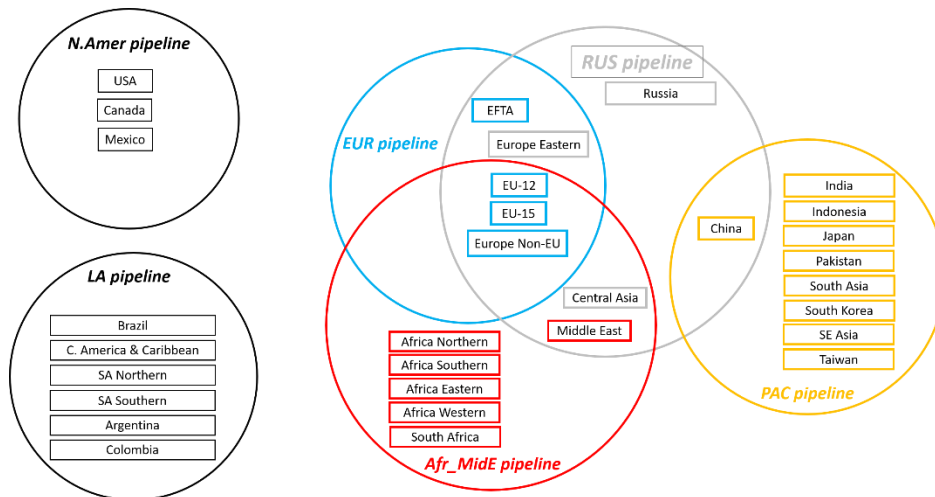 N.Amer pipeline
USA
Canada
Mexico
LA pipeline
Brazil
C. America & Caribbean
SA Northern
SA Southern
Argentina
Colombia
EUR pipeline
RUS pipeline
Russia
EFTA
Europe Eastern
EU-12
EU-15
Europe Non-EU
Central Asia
Middle East
Africa Northern
Africa Southern
Africa Eastern
Africa Western
South Africa
Afr_MidE pipeline
China
India
Indonesia
Japan
Pakistan
South Asia
South Korea
SE Asia
Taiwan
PAC pipeline